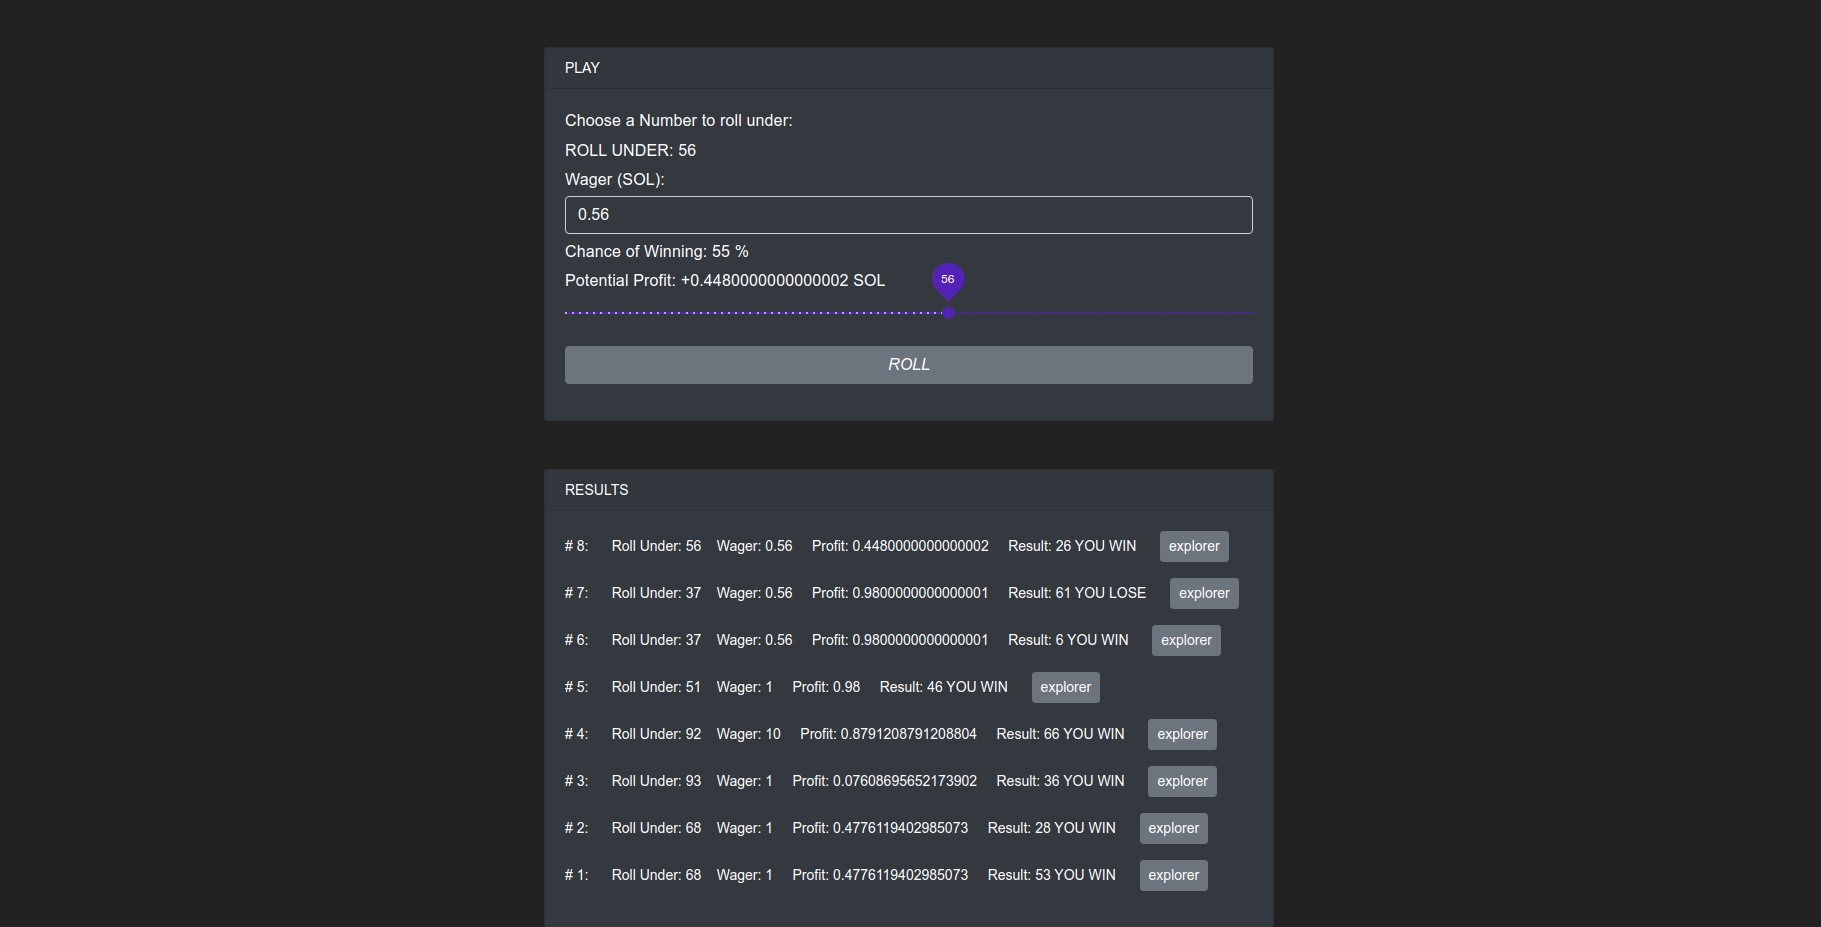 PLAY
Choose a Number to roll under:
ROLL UNDER: 56
Wager (SOL):
0.56
Chance of Winning: 55 %
Potential Profit: +0.4480000000000002 SOL
56
ROLL
RESULTS
# 8: Roll Under: 56 Wager: 0.56 Profit: 0.4480000000000002 Result: 26 YOU WIN explorer
# 7: Roll Under: 37 Wager: 0.56 Profit: 0.9800000000000001 Result: 61 YOU LOSE explorer
# 6: Roll Under: 37 Wager: 0.56 Profit: 0.9800000000000001 Result: 6 YOU WIN explorer
# 5: Roll Under: 51 Wager: 1 Profit: 0.98 Result: 46 YOU WIN explorer
# 4: Roll Under: 92 Wager: 10 Profit: 0.8791208791208804 Result: 66 YOU WIN explorer
# 3: Roll Under: 93 Wager: 1 Profit: 0.07608695652173902 Result: 36 YOU WIN explorer
# 2: Roll Under: 68 Wager: 1 Profit: 0.4776119402985073 Result: 28 YOU WIN explorer
# 1: Roll Under: 68 Wager: 1 Profit: 0.4776119402985073 Result: 53 YOU WIN explorer